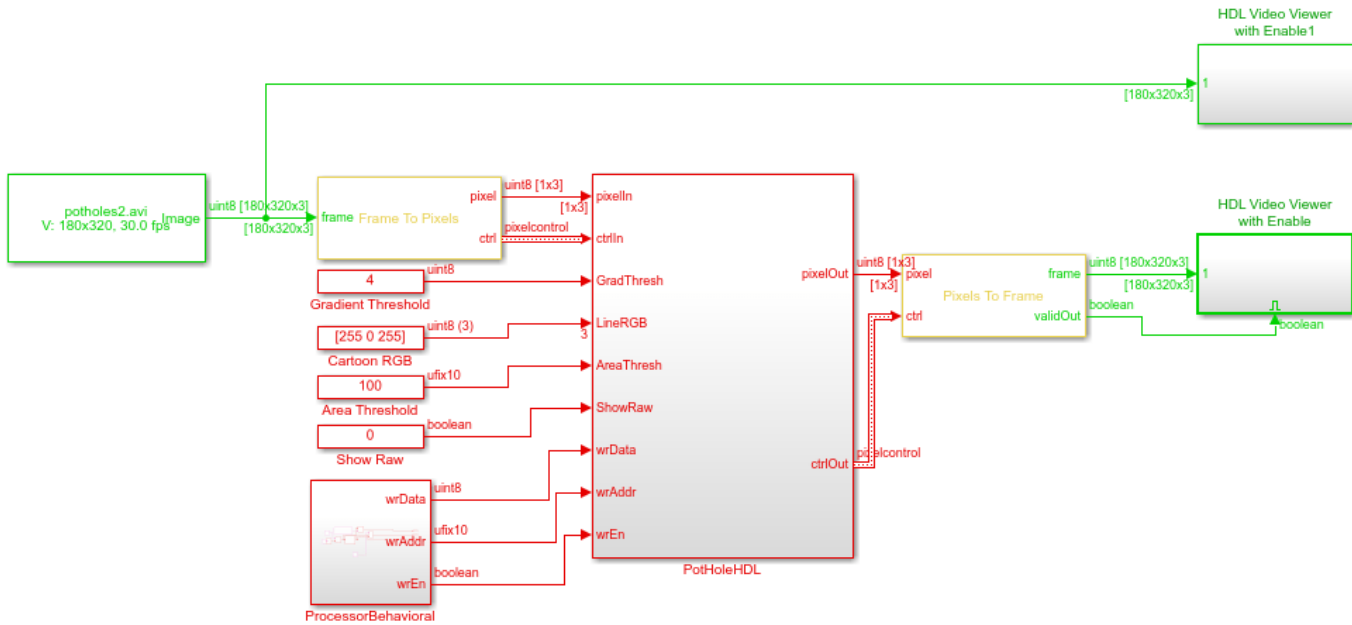 HDL Video Viewer
with Enable1
1
[180x320x3]
potholes2.avi
V: 180x320, 30.0 fps
Image
uint8 [180x320x3]
[180x320x3]
frame
Frame To Pixels
pixel
ctrl
uint8 [1x3]
[1x3]
pixelcontrol
4
uint8
Gradient Threshold
[255 0 255]
uint8 (3)
3
Cartoon RGB
100
ufix10
Area Threshold
0
boolean
Show Raw
wrData
uint8
wrAddr
ufix10
wrEn
boolean
ProcessorBehavioral
pixelIn
ctrlIn
GradThresh
LineRGB
AreaThresh
ShowRaw
wrData
wrAddr
wrEn
pixelOut
ctrlOut
PotHoleHDL
uint8 [1x3]
[1x3]
pixelcontrol
pixel
ctrl
Pixels To Frame
frame
validOut
uint8 [180x320x3]
[180x320x3]
boolean
HDL Video Viewer
with Enable
1
boolean